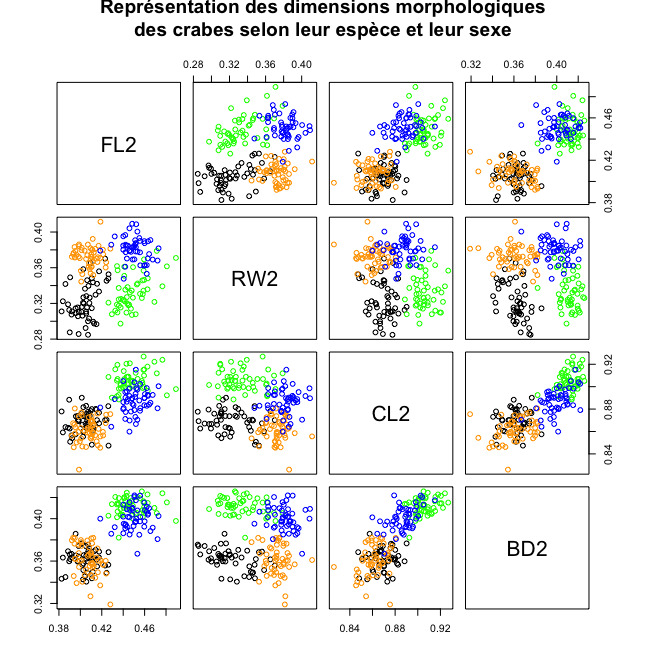 Représentation des dimensions morphologiques
des crabes selon leur espèce et leur sexe
0.28 0.32 0.36 0.40
0.32 0.36 0.40
FL2
0.38 0.42 0.46
0.28 0.32 0.36 0.40
RW2
CL2
0.84 0.88 0.92
0.32 0.36 0.40
BD2
0.38 0.42 0.46
0.84 0.88 0.92